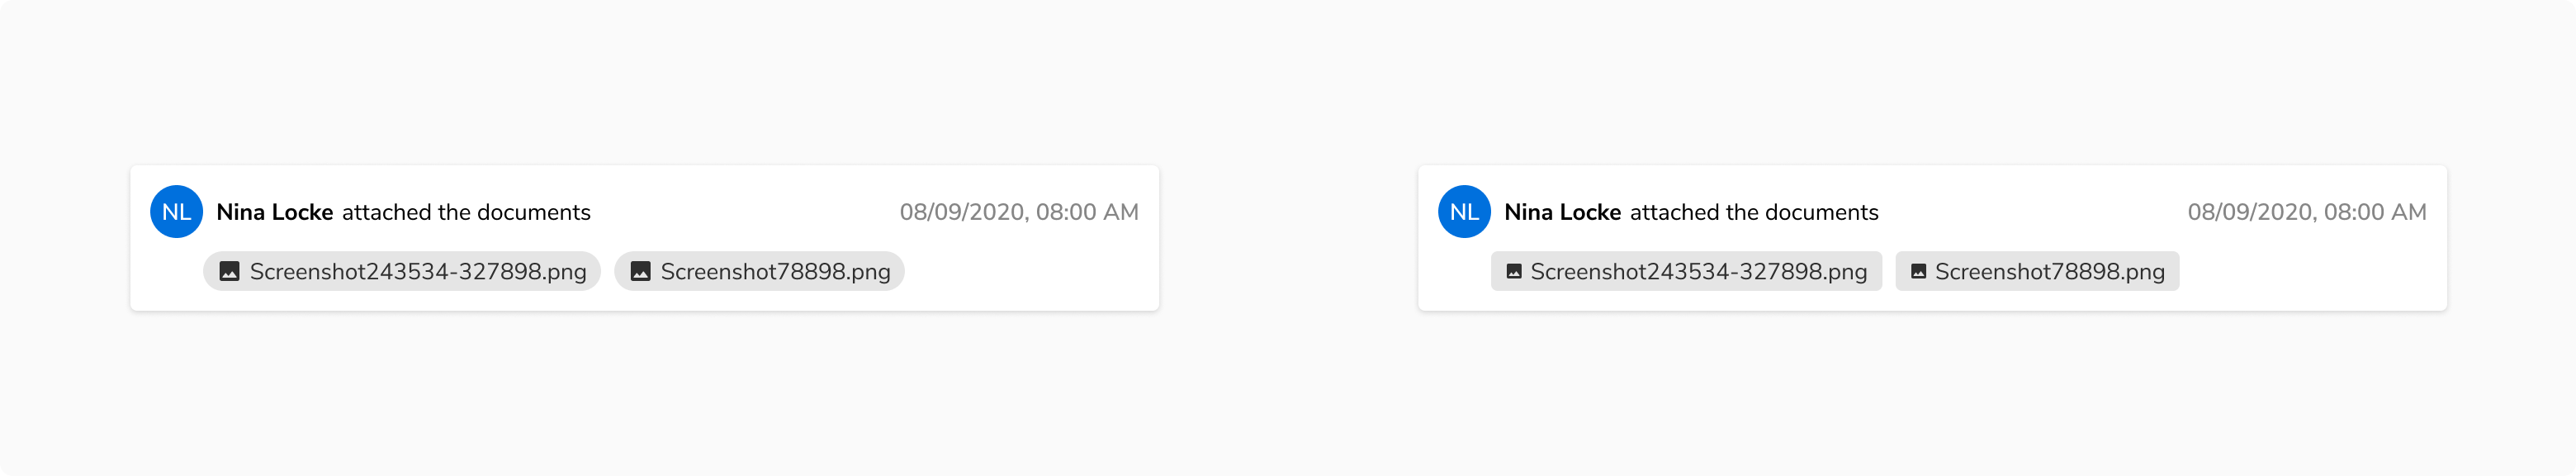 NL Nina Locke attached the documents 08/09/2020, 08:00 AM
Screenshot243534-327898.png Screenshot78898.png
NL Nina Locke attached the documents 08/09/2020, 08:00 AM
Screenshot243534-327898.png Screenshot78898.png